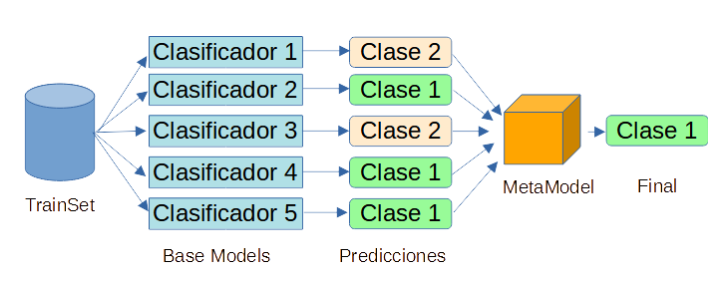 Clasificador 1
Clase 2
Clasificador 2
Clase 1
Clasificador 3
Clase 2
Clase 1
Clasificador 4
Clase 1
Clasificador 5
Clase 1
TrainSet
MetaModel
Final
Base Models
Predicciones